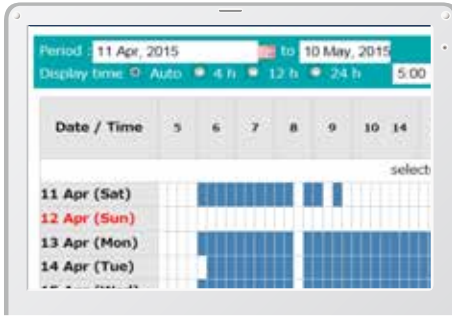 Period : 11 Apr, 2015 to 10 May, 2015
Display time Auto 4 h 12 h 24 h 5:00
Date / Time 5 6 7 8 9 10 14
select
11 Apr (Sat)
12 Apr (Sun)
13 Apr (Mon)
14 Apr (Tue)